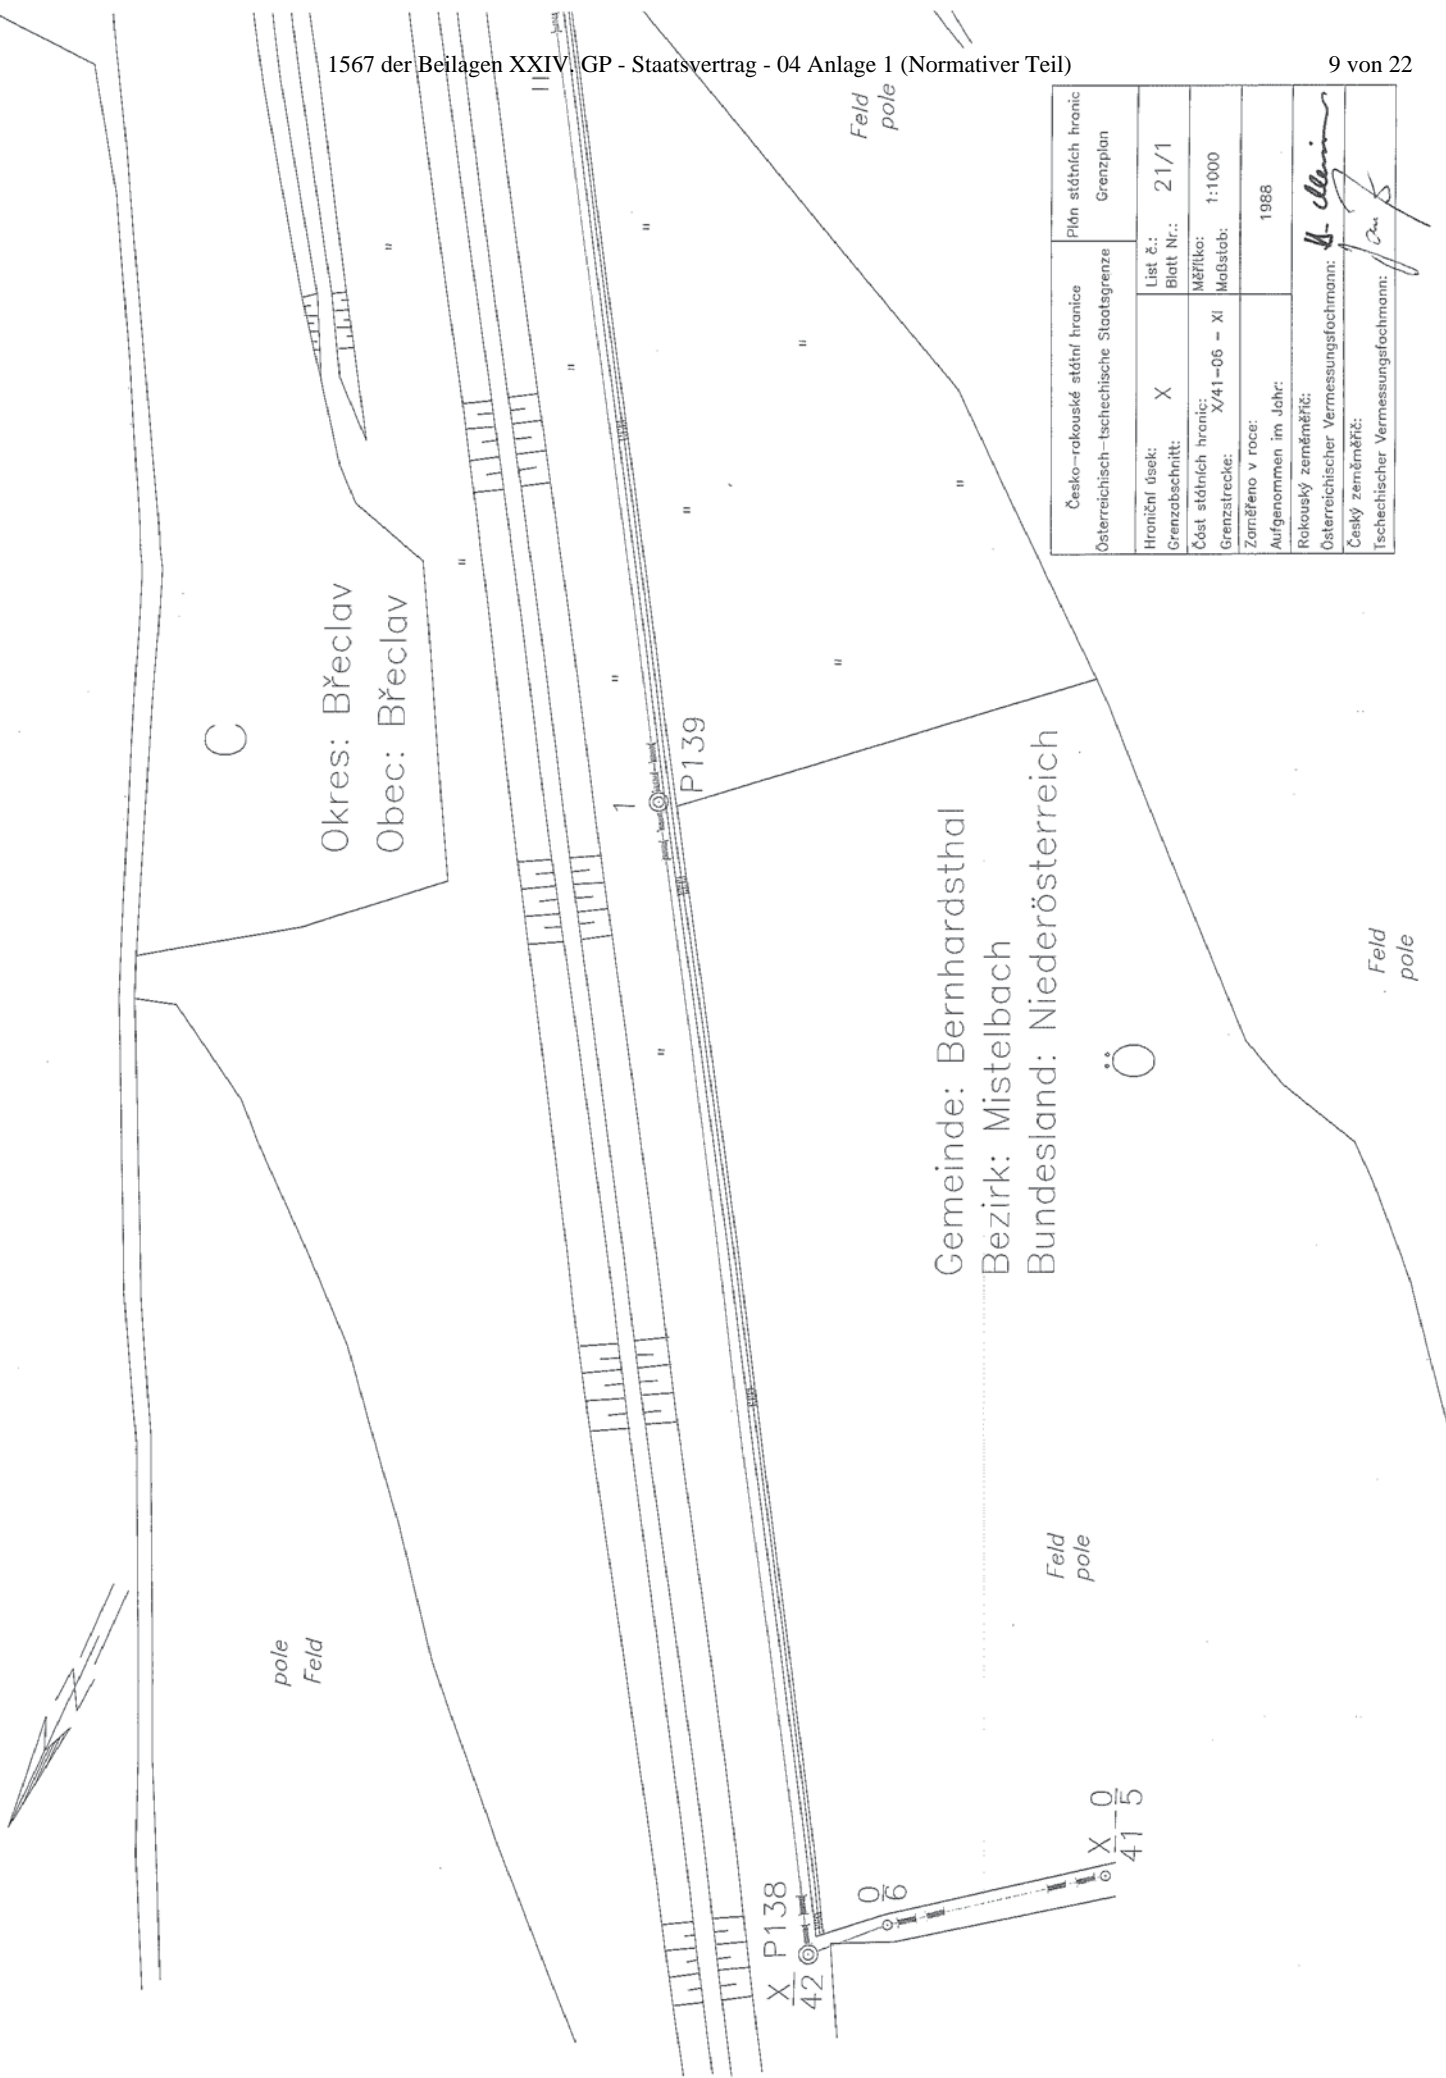 1567 der Beilagen XXIV. GP - Staatsvertrag - 04 Anlage 1 (Normativer Teil)
9 von 22
Česko-rakouské státní hranice
Österreichisch-tschechische Staatsgrenze
Plán státních hranic
Grenzplan
Hraniční úsek:
Grenzabschnitt:
X
List č.:
Blatt Nr.:
21/1
Část státních hranic:
Grenzstrecke:
X/41-06 - XI
Měřítko:
Maßstab:
1:1000
Zaměřeno v roce:
Aufgenommen im Jahr:
1988
Rakouský zeměměřič:
Österreichischer Vermessungsfachmann:
Český zeměměřič:
Tschechischer Vermessungsfachmann:
Feld
pole
C
Okres: Břeclav
Obec: Břeclav
II
1
P139
Gemeinde: Bernhardsthal
Bezirk: Mistelbach
Bundesland: Niederösterreich
Ö
Feld
pole
Feld
pole
pole
Feld
X
42
P138
0
6
X
41
0
5